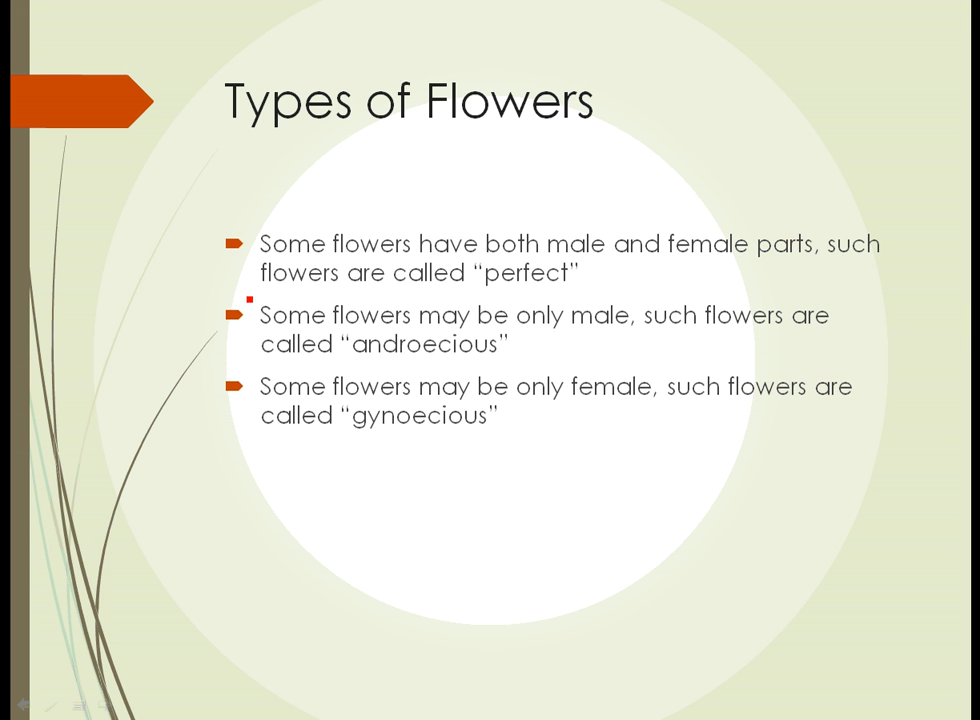 Types of Flowers
Some flowers have both male and female parts, such
flowers are called “perfect”
Some flowers may be only male, such flowers are
called “androecious”
Some flowers may be only female, such flowers are
called “gynoecious”